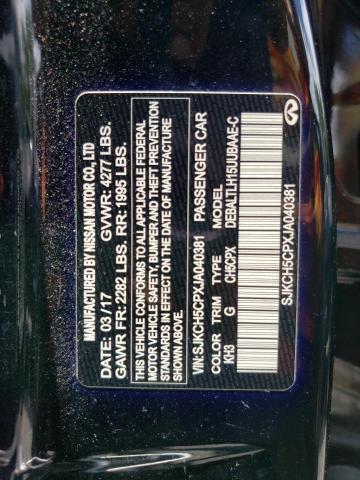 MANUFACTURED BY NISSAN MOTOR CO., LTD
DATE: 03/17 GVWR: 4277 LBS.
GAWR FR: 2282 LBS. RR: 1995 LBS.
THIS VEHICLE CONFORMS TO ALL APPLICABLE FEDERAL
MOTOR VEHICLE SAFETY, BUMPER AND THEFT PREVENTION
STANDARDS IN EFFECT ON THE DATE OF MANUFACTURE
SHOWN ABOVE.
VIN: SJKCH5CPXJA040381 PASSENGER CAR
COLOR TRIM TYPE MODEL
KH3 G CH5CPX DEBALTLH15UUBAAE-C
SJKCH5CPXJA040381